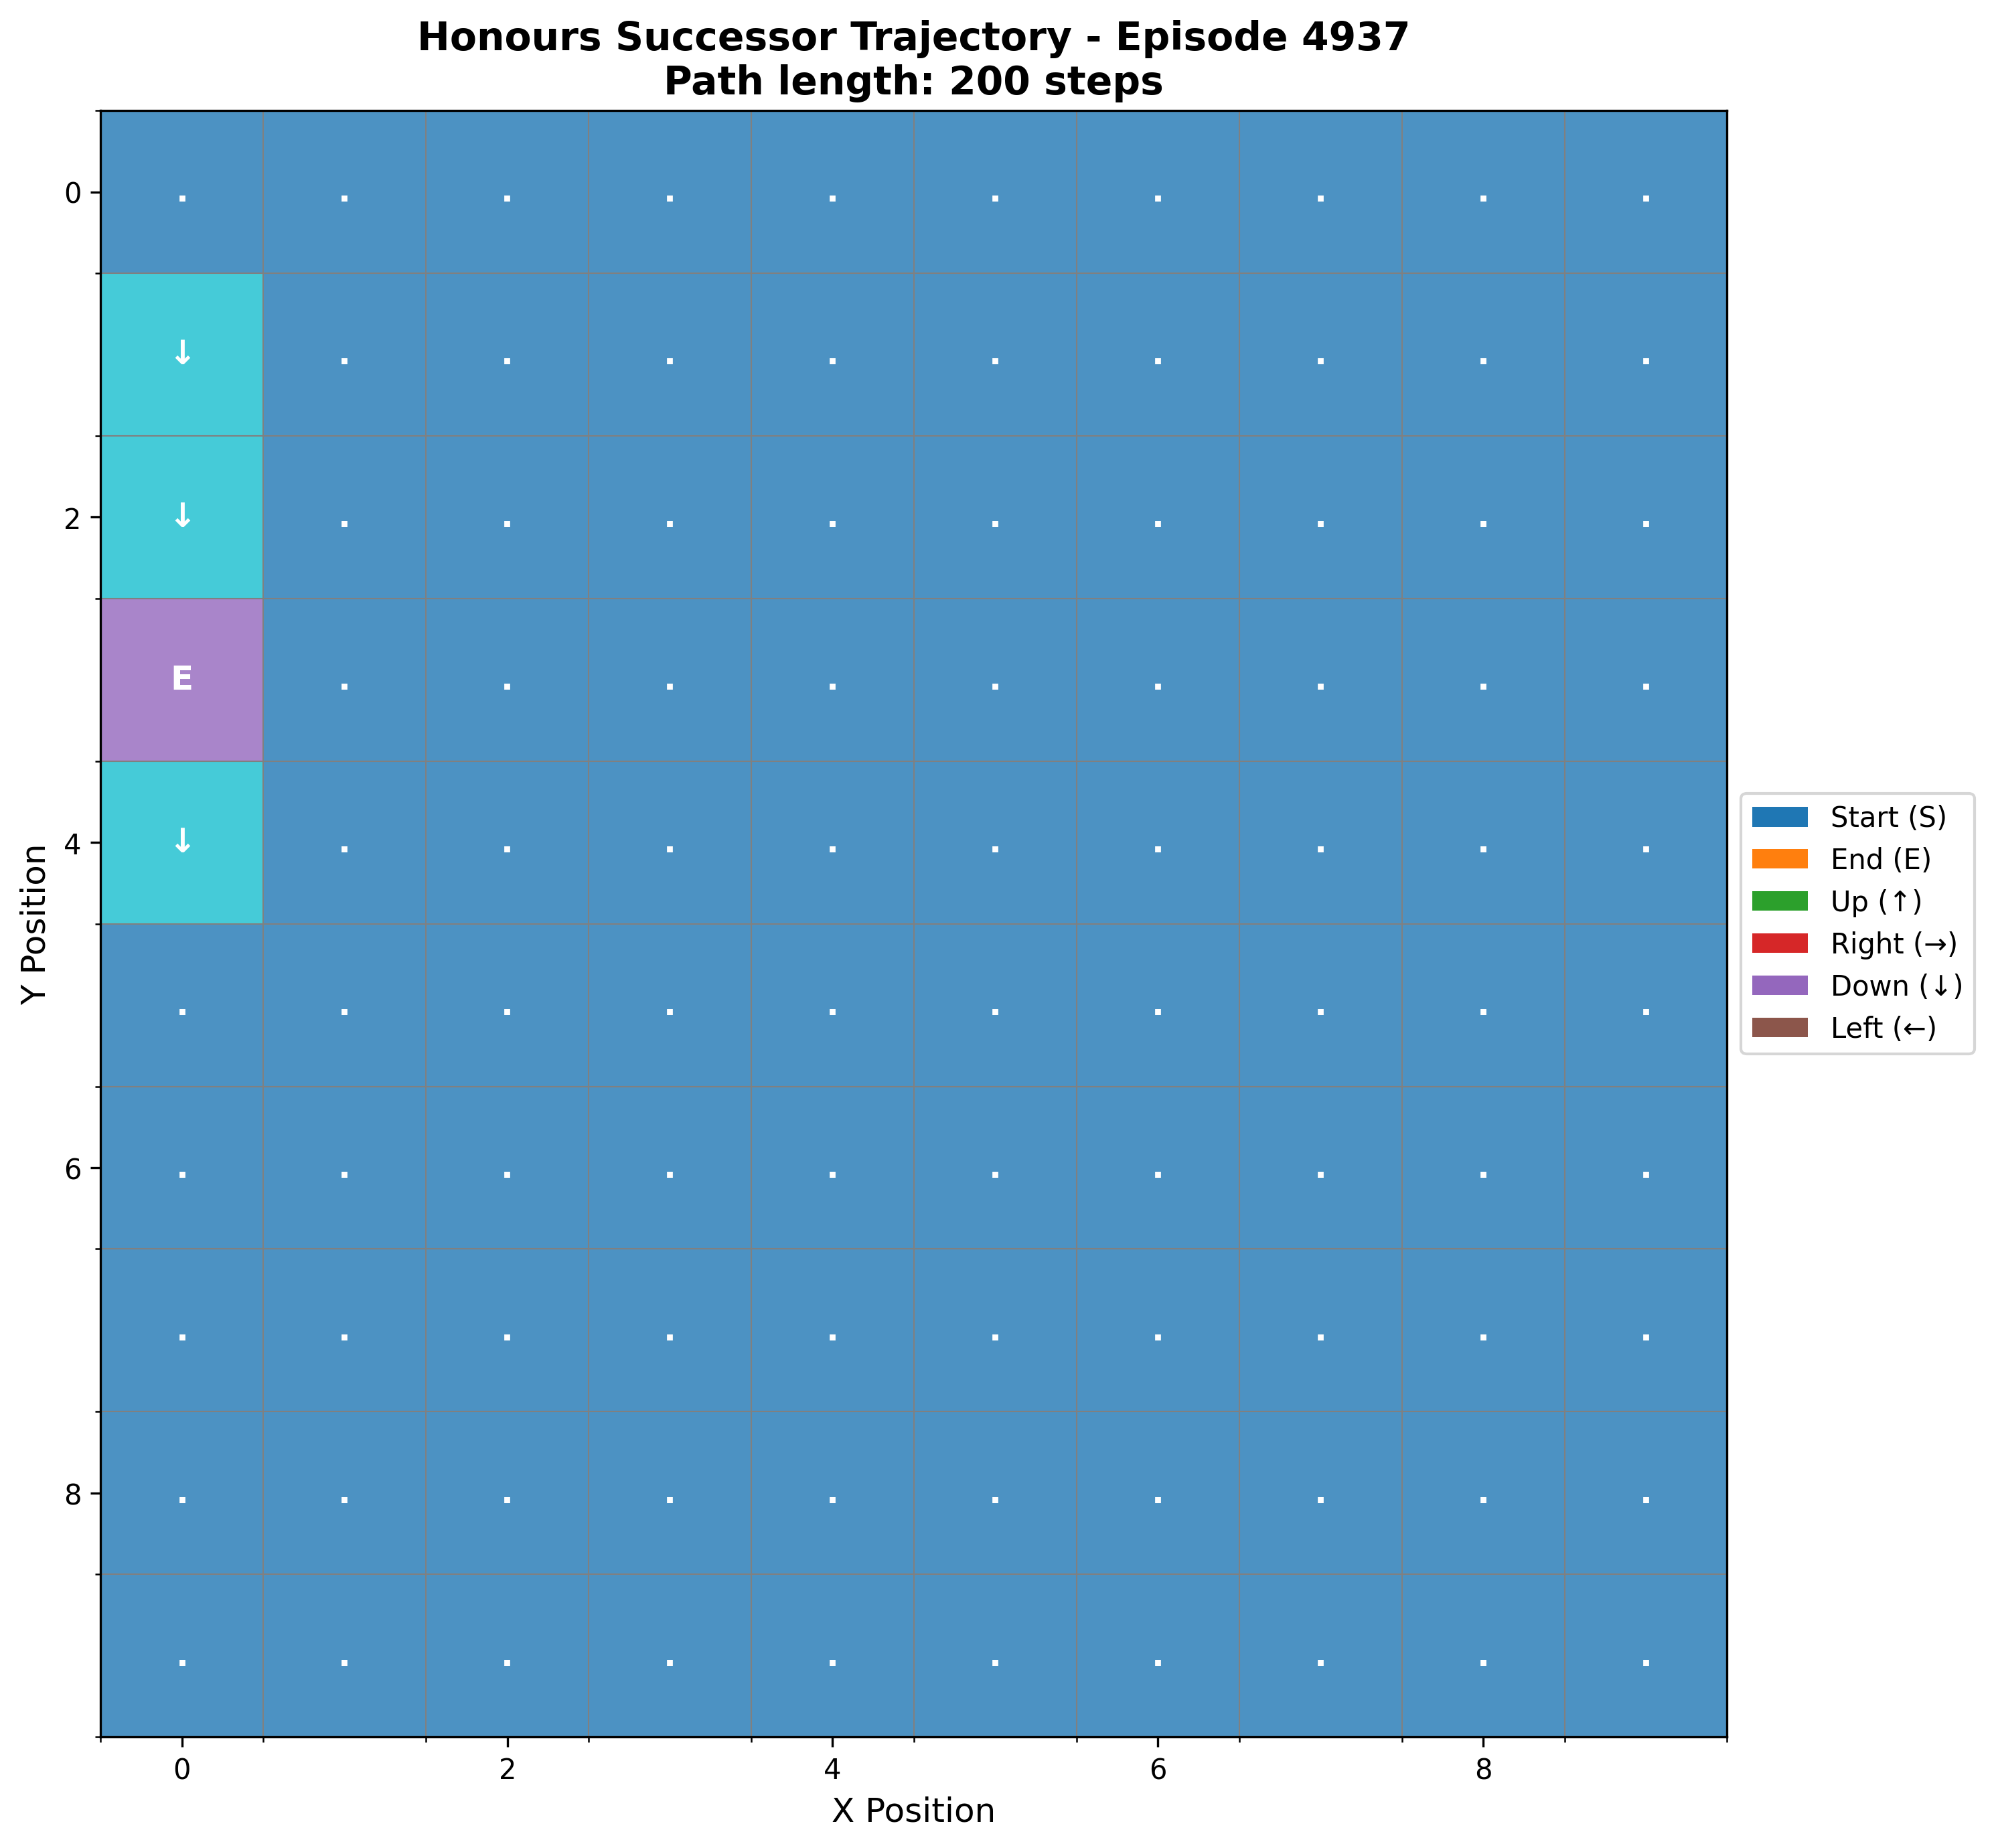 Honours Successor Trajectory - Episode 4937
Path length: 200 steps
0
↓
↓
2
E
↓
4
6
8
0 2 4 6 8
X Position
Y Position
Start (S)
End (E)
Up (↑)
Right (→)
Down (↓)
Left (←)